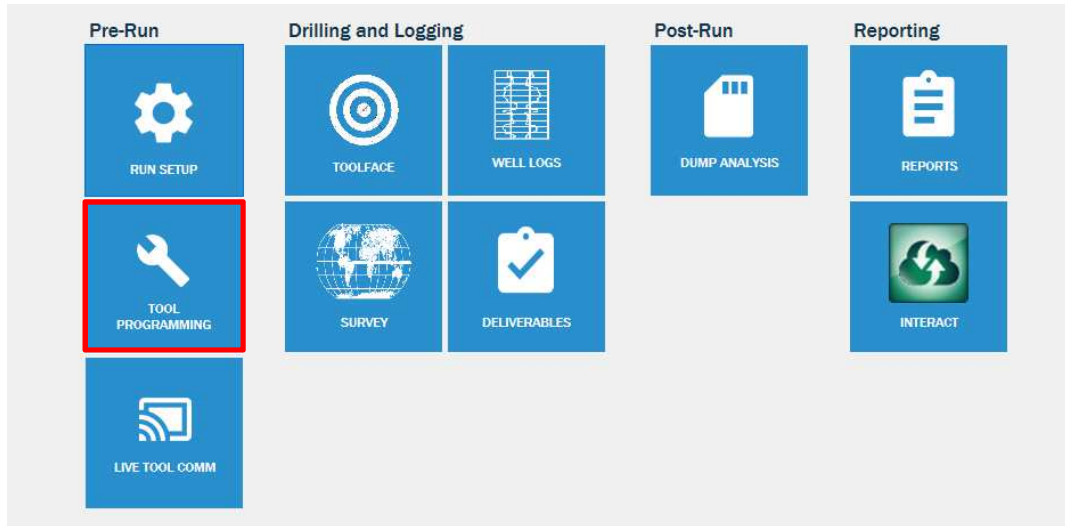 Pre-Run
Drilling and Logging
Post-Run
Reporting
RUN SETUP
TOOLFACE
WELL LOGS
DUMP ANALYSIS
REPORTS
TOOL
PROGRAMMING
SURVEY
DELIVERABLES
INTERACT
LIVE TOOL COMM